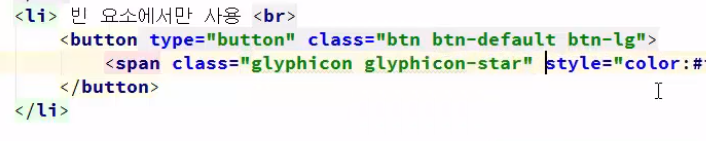 <li> 빈 요소에서만 사용 <br>
<button type="button" class="btn btn-default btn-lg">
<span class="glyphicon glyphicon-star" style="color:#
</button>
</li>